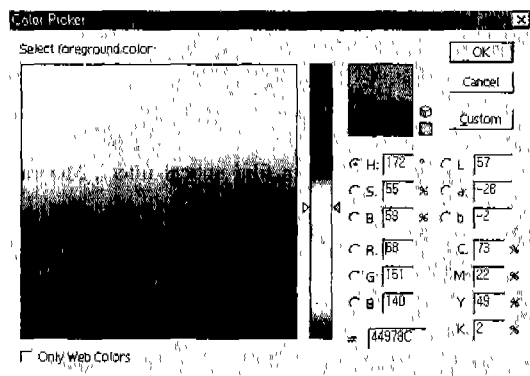 Color Picker
Select foreground color:
OK
Cancel
Custom
H: 172 °
S: 55 %
B: 59 %
R: 68
G: 151
B: 140
# 44978C
L: 57
a: -28
b: -2
C: 73 %
M: 22 %
Y: 49 %
K: 2 %
Only Web Colors